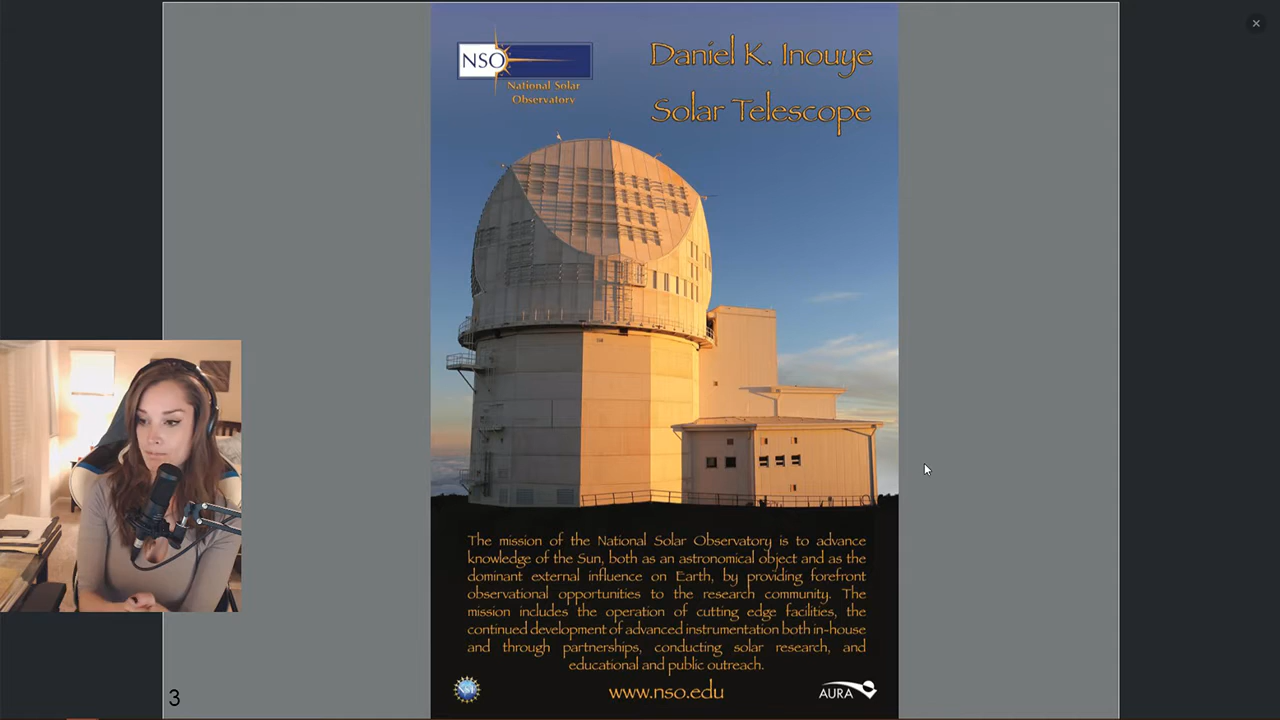 NSO
National Solar
Observatory
Daniel K. Inouye
Solar Telescope
The mission of the National Solar Observatory is to advance
knowledge of the Sun, both as an astronomical object and as the
dominant external influence on Earth, by providing forefront
observational opportunities to the research community. The
mission includes the operation of cutting edge facilities, the
continued development of advanced instrumentation both in-house
and through partnerships, conducting solar research, and
educational and public outreach.
NSF
www.nso.edu
AURA
3